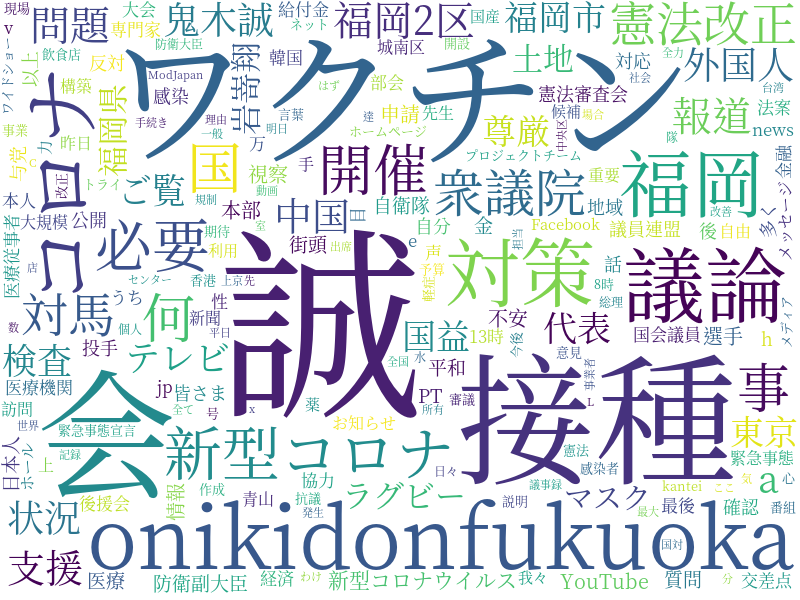 現場
v
大会
鬼木誠
給付金
国産
福岡2区
福岡市
憲法改正
問題
専門家
ネット
防衛大臣
城南区
開設
全力
飲食店
ワイドショー
以上
反対
ModJapan
韓国
部会
土地
対応
社会
外国人
コロナ
構築
感染
はず
憲法審査会
台湾
ワクチン
岩嵜翔
福岡県
手続き
理由
言葉
達
申請
先生
候補
法案
事業
力
昨日
一般
明日
ホームページ
中央区
場合
報道
news
与党
c
万
尊厳
隊
改正
トライ
国
視察
手
開催
プロジェクトチーム
衆議院
重要
福岡
金融
メッセージ
ご覧
動画
規制
自衛隊
地域
改善
多く
本人
大規模
公開
本部
中国
目
自分
金
Facebook
議員連盟
後
自由
医療従事者
期待
室
街頭
出席
声
e
担当
必要
利用
対策
話
8時
総理
店
センター
香港
上京先
予算
軽症
誠
議論
対馬
うち
性
何
国益
不安
代表
13時
国会議員
選手
h
メディア
数
個人
新聞
平日
検査
投手
テレビ
全国
水
平和
今後
意見
事業者
接種
事
医療機関
jp
皆さま
PT
審議
L
訪問
全て
号
x
薬
お知らせ
所有
東京
世界
緊急事態宣言
会
新型コロナ
憲法
緊急事態
日本人
ホール
上
記録
協力
日々
感染者
a
気
心
後援会
情報
作成
ラグビー
議事録
マスク
kantei
ここ
最後
確認
番組
状況
青山
抗議
発生
説明
最大
onikidonfukuoka
国対
支援
医療
防衛副大臣
経済
わけ
新型コロナウイルス
我々
YouTube
質問
分
交差点